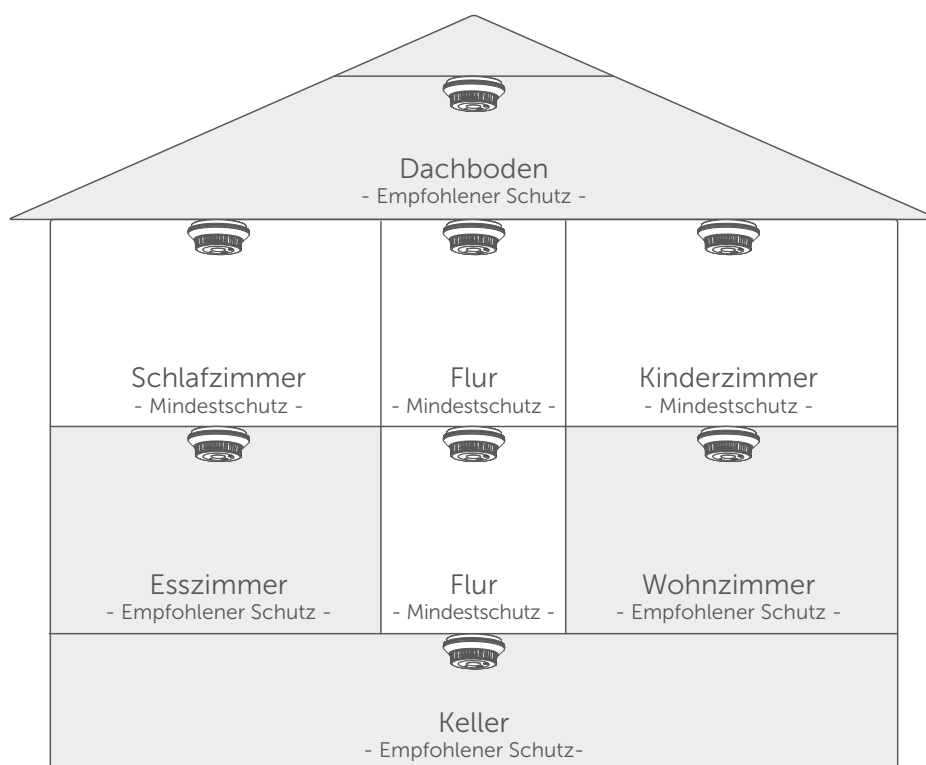 Dachboden
- Empfohlener Schutz -
Schlafzimmer
- Mindestschutz -
Flur
- Mindestschutz -
Kinderzimmer
- Mindestschutz -
Esszimmer
- Empfohlener Schutz -
Flur
- Mindestschutz -
Wohnzimmer
- Empfohlener Schutz -
Keller
- Empfohlener Schutz-